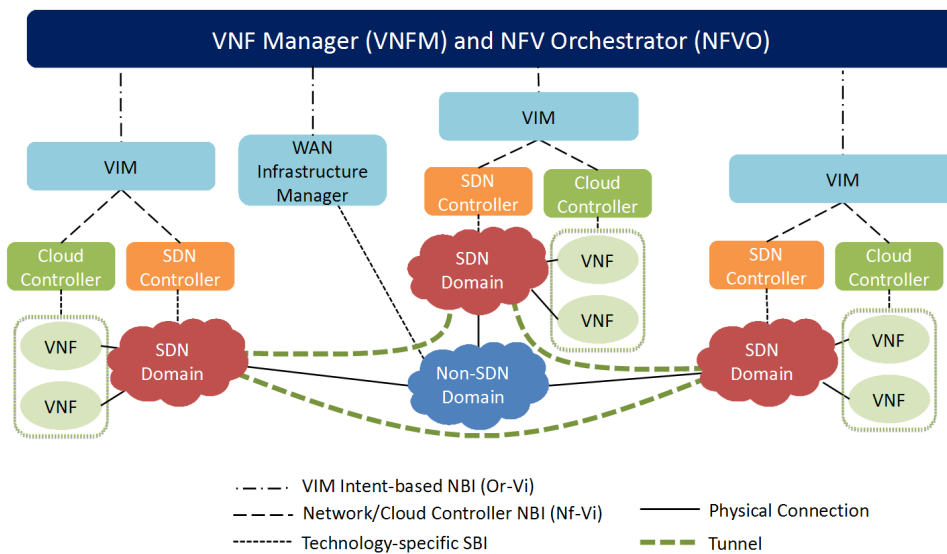 VNF Manager (VNFM) and NFV Orchestrator (NFVO)
VIM
WAN
Infrastructure
Manager
VIM
VIM
Cloud
Controller
SDN
Controller
SDN
Controller
Cloud
Controller
SDN
Controller
Cloud
Controller
VNF
VNF
SDN
Domain
SDN
Domain
VNF
VNF
Non-SDN
Domain
SDN
Domain
VNF
VNF
VIM Intent-based NBI (Or-Vi)
Network/Cloud Controller NBI (Nf-Vi)
Technology-specific SBI
Physical Connection
Tunnel